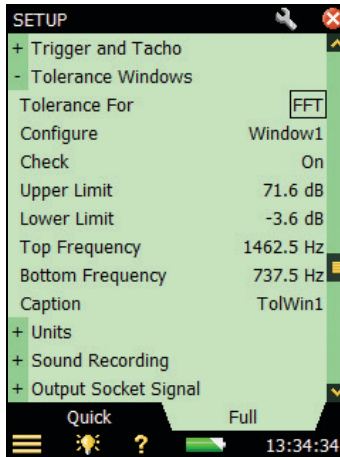 SETUP
+ Trigger and Tacho
- Tolerance Windows
Tolerance For FFT
Configure Window1
Check On
Upper Limit 71.6 dB
Lower Limit -3.6 dB
Top Frequency 1462.5 Hz
Bottom Frequency 737.5 Hz
Caption TolWin1
+ Units
+ Sound Recording
+ Output Socket Signal
Quick Full
? 13:34:34